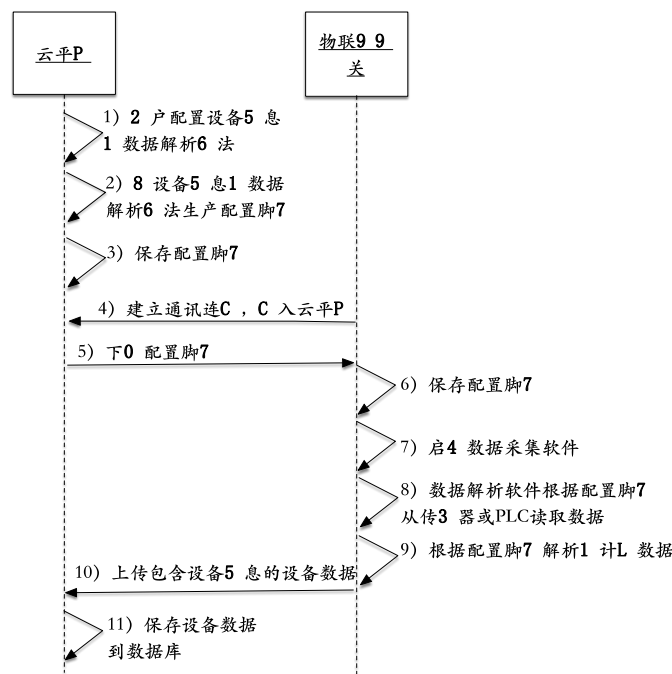 云平P
物联9 9
关
1）2 户配置设备5 息
1 数据解析6 法
2）8 设备5 息1 数据
解析6 法生产配置脚7
3）保存配置脚7
4）建立通讯连C ，C 入云平P
5）下0 配置脚7
6）保存配置脚7
7）启4 数据采集软件
8）数据解析软件根据配置脚7
从传3 器或PLC读取数据
9）根据配置脚7 解析1 计L 数据
10）上传包含设备5 息的设备数据
11）保存设备数据
到数据库